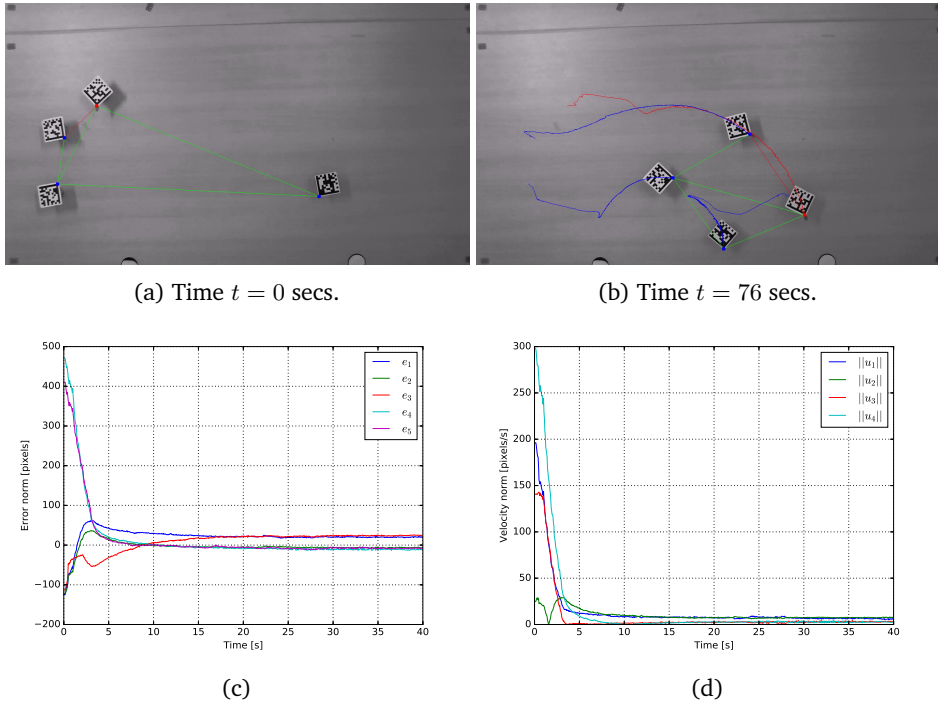 (a) Time t = 0 secs.
(b) Time t = 76 secs.
500
400
300
200
100
0
−100
−200
0 5 10 15 20 25 30 35 40
Error norm [pixels]
Time [s]
e1
e2
e3
e4
e5
(c)
300
250
200
150
100
50
0
0 5 10 15 20 25 30 35 40
Velocity norm [pixels/s]
Time [s]
||u1||
||u2||
||u3||
||u4||
(d)